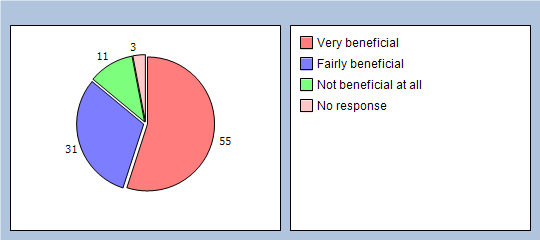 3
11
31
55
Very beneficial
Fairly beneficial
Not beneficial at all
No response